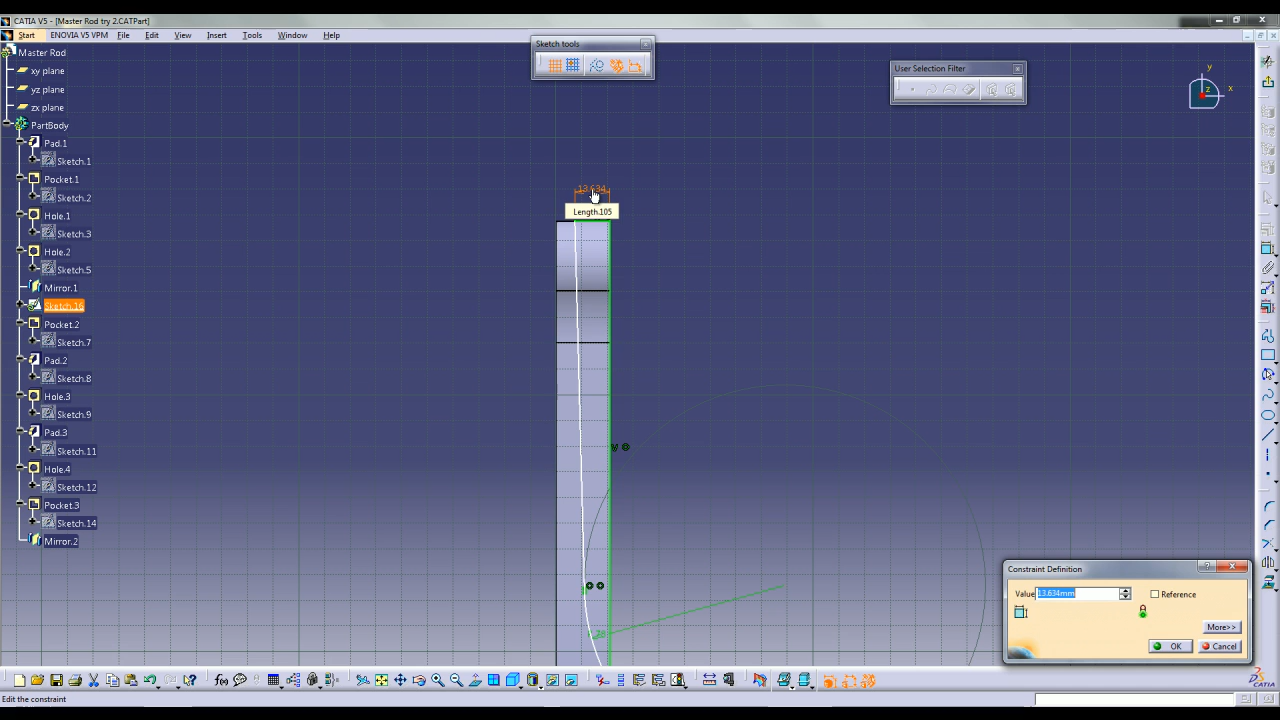 CATIA V5 - [Master Rod try 2.CATPart]
Start ENOVIA V5 VPM File Edit View Insert Tools Window Help
Sketch tools
User Selection Filter
Master Rod
xy plane
yz plane
zx plane
PartBody
Pad.1
Sketch.1
Pocket.1
Sketch.2
Hole.1
Sketch.3
Hole.2
Sketch.5
Mirror.1
Sketch.16
Pocket.2
Sketch.7
Pad.2
Sketch.8
Hole.3
Sketch.9
Pad.3
Sketch.11
Hole.4
Sketch.12
Pocket.3
Sketch.14
Mirror.2
y
z
x
13.634
Length.105
V
Constraint Definition
Value 13.634mm
Reference
More>>
OK
Cancel
f(x)
CATIA
Edit the constraint